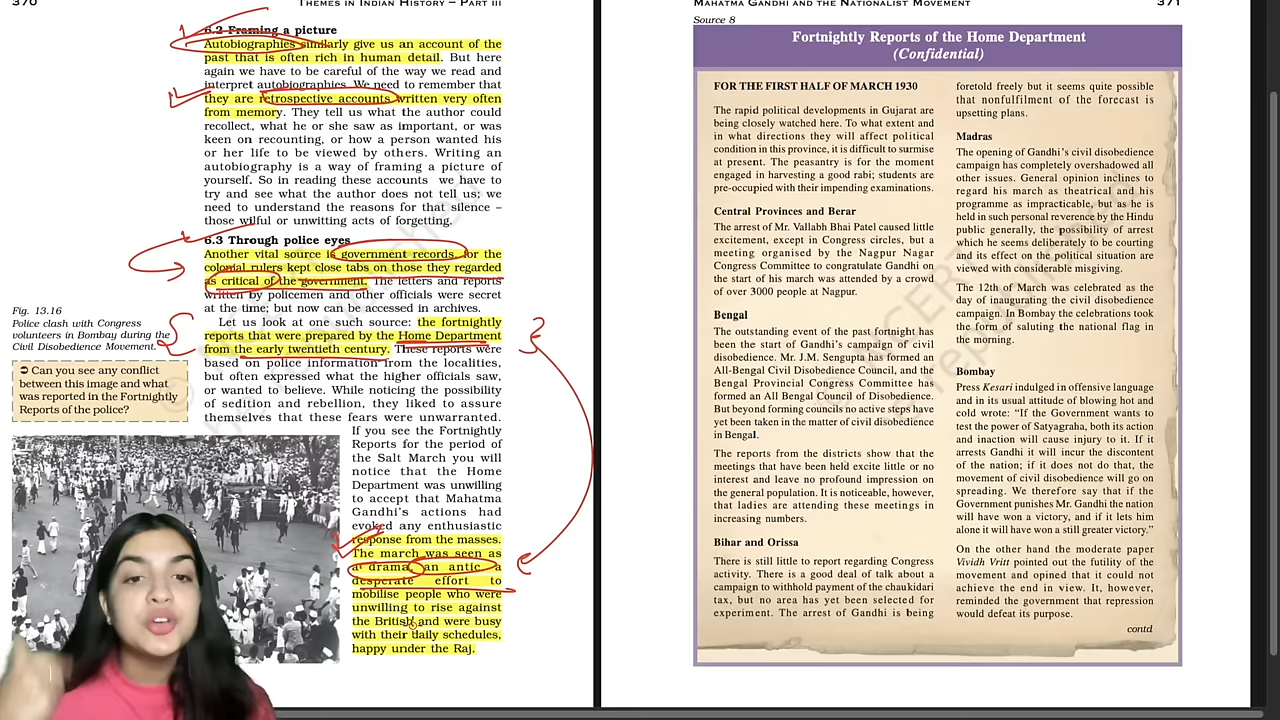 370
THEMES IN INDIAN HISTORY – PART III
6.2 Framing a picture
Autobiographies similarly give us an account of the
past that is often rich in human detail. But here
again we have to be careful of the way we read and
interpret autobiographies. We need to remember that
they are retrospective accounts written very often
from memory. They tell us what the author could
recollect, what he or she saw as important, or was
keen on recounting, or how a person wanted his
or her life to be viewed by others. Writing an
autobiography is a way of framing a picture of
yourself. So in reading these accounts we have to
try and see what the author does not tell us; we
need to understand the reasons for that silence –
those wilful or unwitting acts of forgetting.
6.3 Through police eyes
Another vital source is government records, for the
colonial rulers kept close tabs on those they regarded
as critical of the government. The letters and reports
written by policemen and other officials were secret
at the time; but now can be accessed in archives.
Let us look at one such source: the fortnightly
reports that were prepared by the Home Department
from the early twentieth century. These reports were
based on police information from the localities,
but often expressed what the higher officials saw,
or wanted to believe. While noticing the possibility
of sedition and rebellion, they liked to assure
themselves that these fears were unwarranted.
If you see the Fortnightly
Reports for the period of
the Salt March you will
notice that the Home
Department was unwilling
to accept that Mahatma
Gandhi's actions had
evoked any enthusiastic
response from the masses.
The march was seen as
a drama, an antic, a
desperate effort to
mobilise people who were
unwilling to rise against
the British and were busy
with their daily schedules,
happy under the Raj.
Fig. 13.16
Police clash with Congress
volunteers in Bombay during the
Civil Disobedience Movement.
➲ Can you see any conflict
between this image and what
was reported in the Fortnightly
Reports of the police?
MAHATMA GANDHI AND THE NATIONALIST MOVEMENT
371
Source 8
Fortnightly Reports of the Home Department
(Confidential)
FOR THE FIRST HALF OF MARCH 1930
The rapid political developments in Gujarat are
being closely watched here. To what extent and
in what directions they will affect political
condition in this province, it is difficult to surmise
at present. The peasantry is for the moment
engaged in harvesting a good rabi; students are
pre-occupied with their impending examinations.
Central Provinces and Berar
The arrest of Mr. Vallabh Bhai Patel caused little
excitement, except in Congress circles, but a
meeting organised by the Nagpur Nagar
Congress Committee to congratulate Gandhi on
the start of his march was attended by a crowd
of over 3000 people at Nagpur.
Bengal
The outstanding event of the past fortnight has
been the start of Gandhi's campaign of civil
disobedience. Mr. J.M. Sengupta has formed an
All-Bengal Civil Disobedience Council, and the
Bengal Provincial Congress Committee has
formed an All Bengal Council of Disobedience.
But beyond forming councils no active steps have
yet been taken in the matter of civil disobedience
in Bengal.
The reports from the districts show that the
meetings that have been held excite little or no
interest and leave no profound impression on
the general population. It is noticeable, however,
that ladies are attending these meetings in
increasing numbers.
Bihar and Orissa
There is still little to report regarding Congress
activity. There is a good deal of talk about a
campaign to withhold payment of the chaukidari
tax, but no area has yet been selected for
experiment. The arrest of Gandhi is being
foretold freely but it seems quite possible
that nonfulfilment of the forecast is
upsetting plans.
Madras
The opening of Gandhi's civil disobedience
campaign has completely overshadowed all
other issues. General opinion inclines to
regard his march as theatrical and his
programme as impracticable, but as he is
held in such personal reverence by the Hindu
public generally, the possibility of arrest
which he seems deliberately to be courting
and its effect on the political situation are
viewed with considerable misgiving.
The 12th of March was celebrated as the
day of inaugurating the civil disobedience
campaign. In Bombay the celebrations took
the form of saluting the national flag in
the morning.
Bombay
Press Kesari indulged in offensive language
and in its usual attitude of blowing hot and
cold wrote: "If the Government wants to
test the power of Satyagraha, both its action
and inaction will cause injury to it. If it
arrests Gandhi it will incur the discontent
of the nation; if it does not do that, the
movement of civil disobedience will go on
spreading. We therefore say that if the
Government punishes Mr. Gandhi the nation
will have won a victory, and if it lets him
alone it will have won a still greater victory."
On the other hand the moderate paper
Vividh Vritt pointed out the futility of the
movement and opined that it could not
achieve the end in view. It, however,
reminded the government that repression
would defeat its purpose.
contd